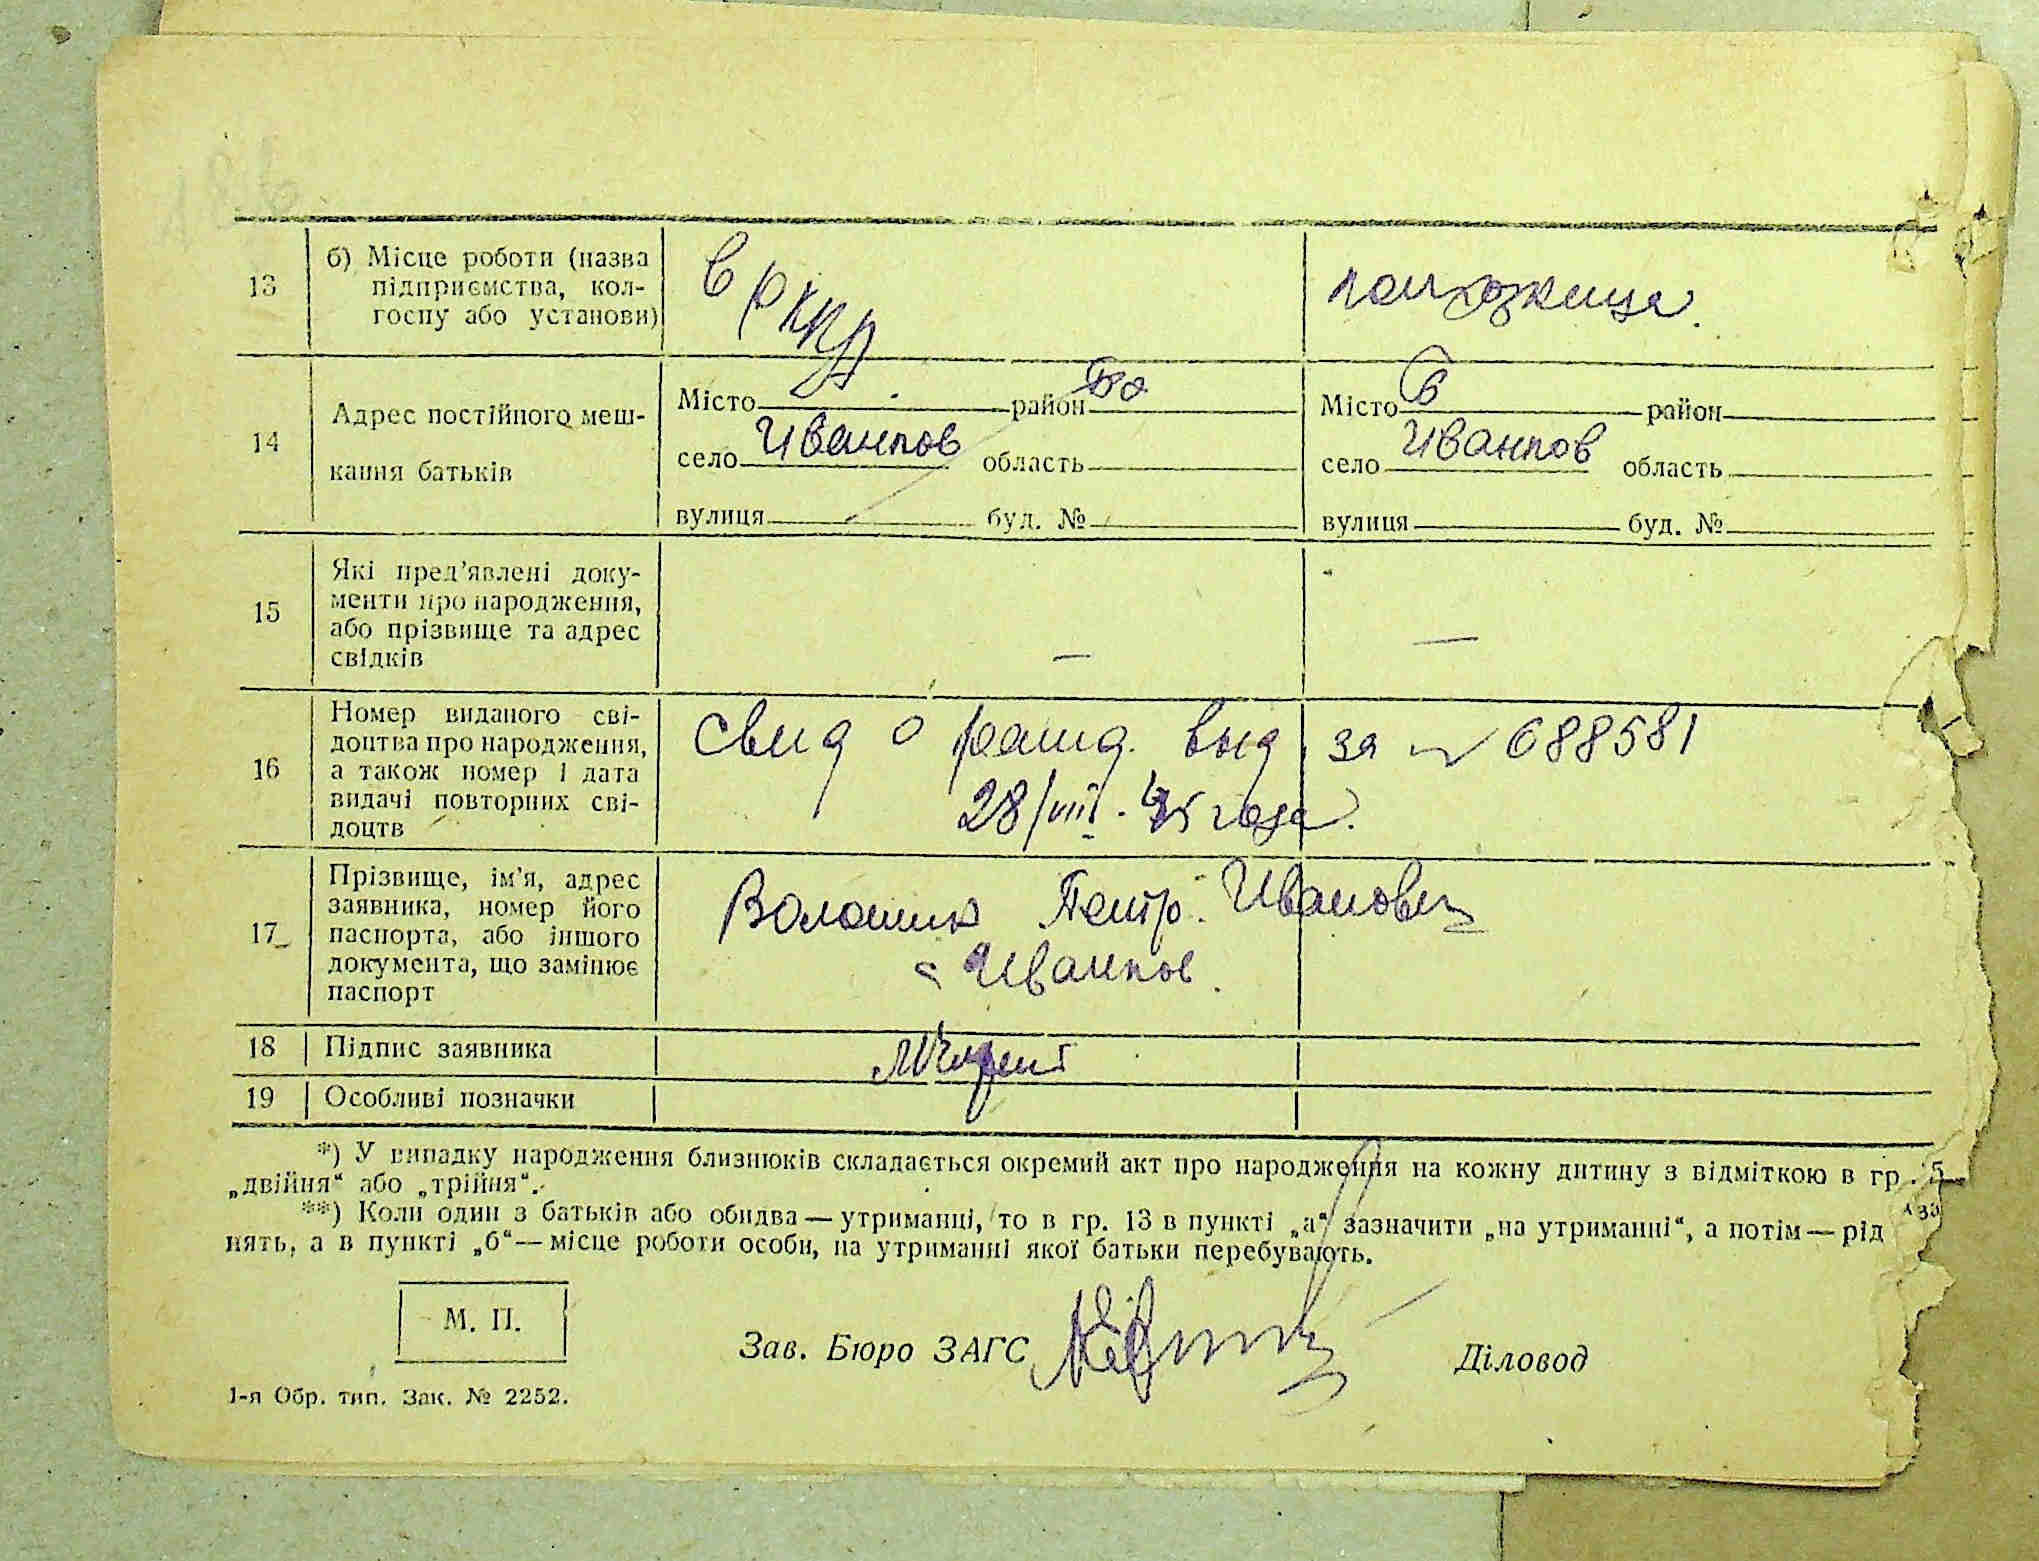 13
б) Місце роботи (назва
підприємства, кол-
госпу або установи)
в РККА
домхозяица.
14
Адрес постійного меш-
кання батьків
Місто район
село Иванков область
вулиця буд. №
Місто район
село Иванков область
вулиця буд. №
15
Які пред’явлені доку-
менти про народження,
або прізвище та адрес
свідків
—
—
16
Номер виданого сві-
доцтва про народження,
а також номер і дата
видачі повторних сві-
доцтв
свид о рожд. выд за № 688581
28/VIII. 45 года.
17
Прізвище, ім’я, адрес
заявника, номер його
паспорта, або іншого
документа, що замінює
паспорт
Волошин Иванович
с Иванков.
18
Підпис заявника
19
Особливі позначки
*) У випадку народження близнюків складається окремий акт про народження на кожну дитину з відміткою в гр. 5
„двійня“ або „трійня“.
**) Коли один з батьків або обидва — утриманці, то в гр. 13 в пункті „а“ зазначити „на утриманні“, а потім — рід
нять, а в пункті „б“ — місце роботи особи, на утриманні якої батьки перебувають.
М. П.
Зав. Бюро ЗАГС
Діловод
1-я Обр. тип. Зак. № 2252.